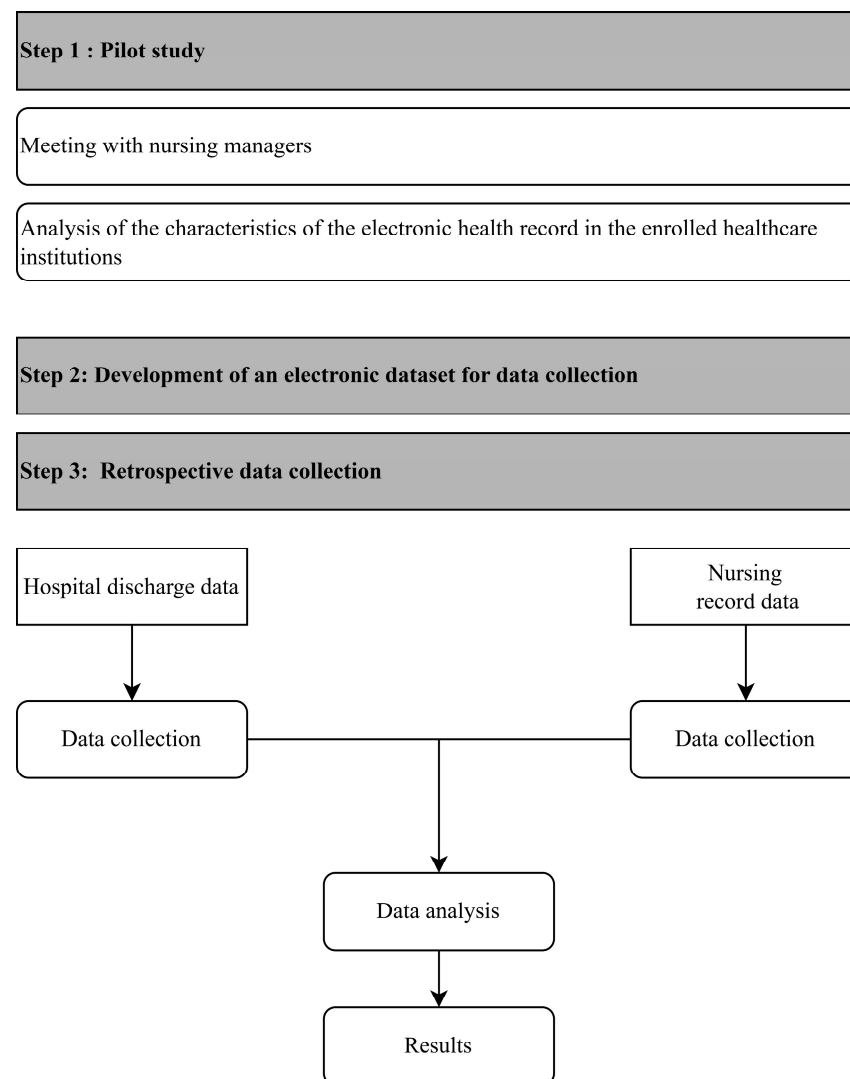 Step 1 : Pilot study
Meeting with nursing managers
Analysis of the characteristics of the electronic health record in the enrolled healthcare
institutions
Step 2: Development of an electronic dataset for data collection
Step 3:  Retrospective data collection
Hospital discharge data
Nursing
record data
Data collection
Data collection
Data analysis
Results